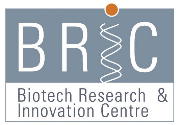 BRiC
Biotech Research &
Innovation Centre